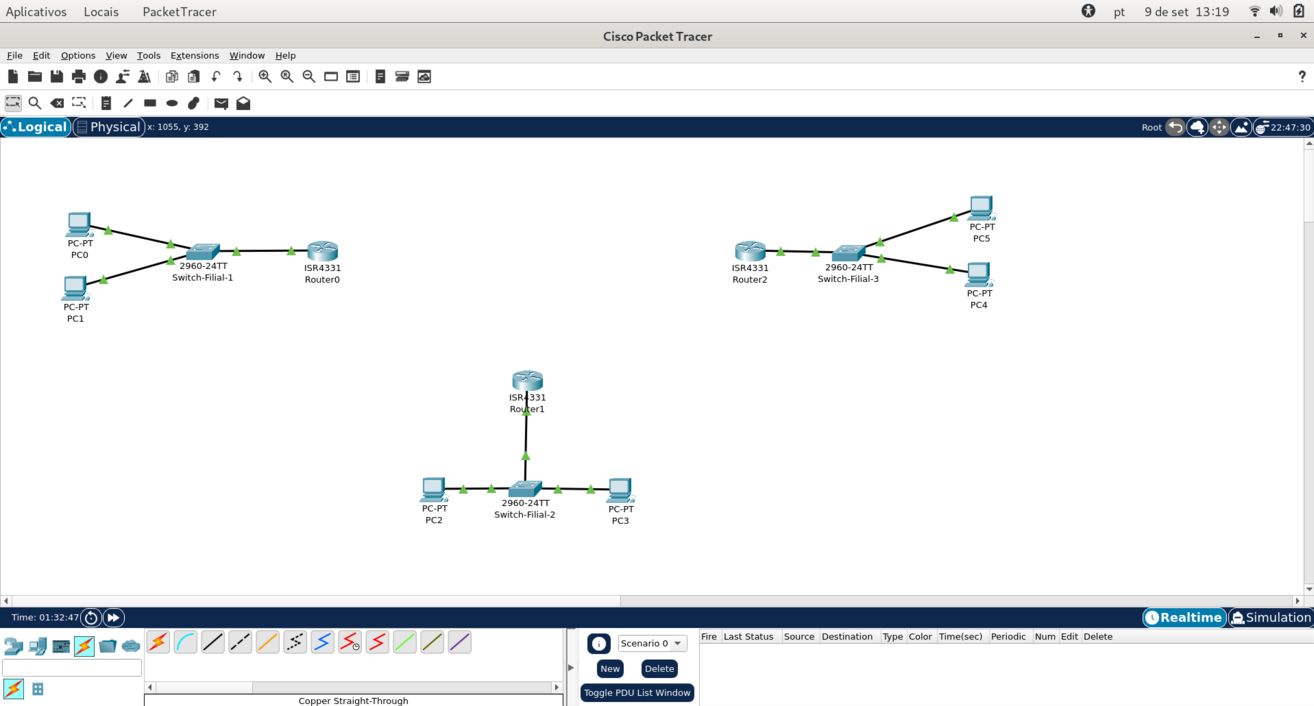 Aplicativos Locais PacketTracer pt 9 de set 13:19
Cisco Packet Tracer
File Edit Options View Tools Extensions Window Help
?
Logical Physical x: 1055, y: 392 Root 22:47:30
PC-PT
PC0
PC-PT
PC1
2960-24TT
Switch-Filial-1
ISR4331
Router0
ISR4331
Router2
2960-24TT
Switch-Filial-3
PC-PT
PC5
PC-PT
PC4
ISR4331
Router1
PC-PT
PC2
2960-24TT
Switch-Filial-2
PC-PT
PC3
Time: 01:32:47 Realtime Simulation
Scenario 0
New Delete
Toggle PDU List Window
Fire Last Status Source Destination Type Color Time(sec) Periodic Num Edit Delete
Copper Straight-Through